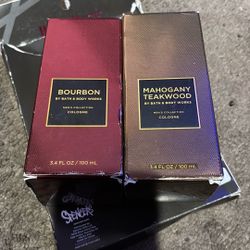 BOURBON
BY BATH & BODY WORKS
MEN'S COLLECTION
COLOGNE
3.4 FL OZ / 100 mL
MAHOGANY
TEAKWOOD
BY BATH & BODY WORKS
MEN'S COLLECTION
COLOGNE
3.4 FL OZ / 100 mL